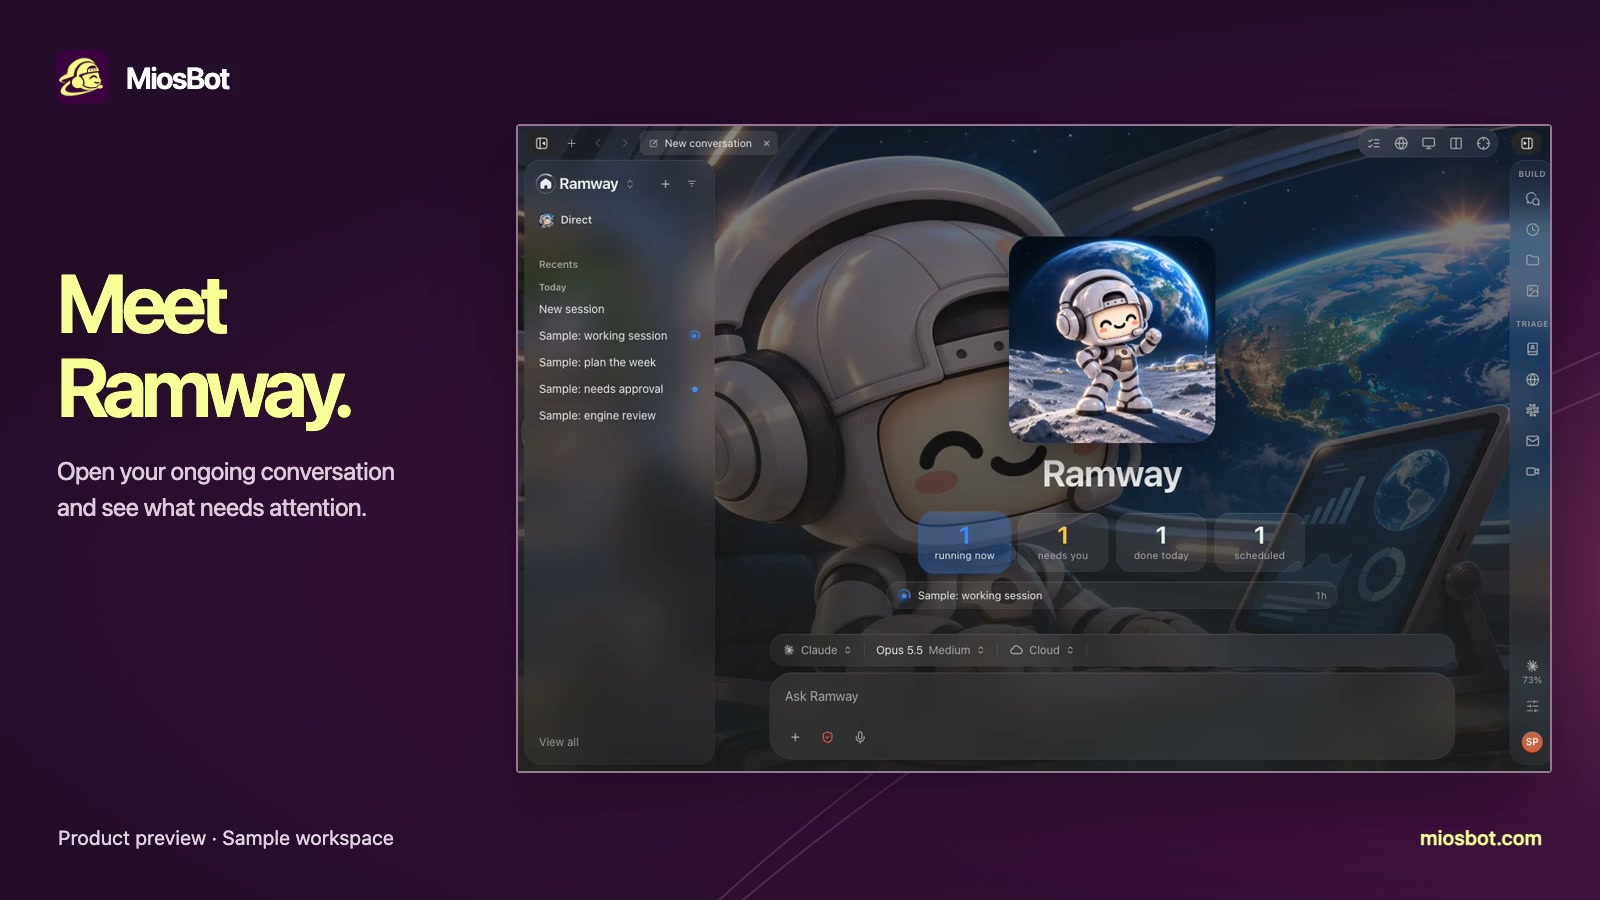 MiosBot
Meet
Ramway.
Open your ongoing conversation
and see what needs attention.
New conversation
Ramway
Direct
Recents
Today
New session
Sample: working session
Sample: plan the week
Sample: needs approval
Sample: engine review
View all
Ramway
1 running now
1 needs you
1 done today
1 scheduled
Sample: working session 1h
Claude Opus 5.5 Medium Cloud
Ask Ramway
BUILD
TRIAGE
73%
SP
Product preview · Sample workspace
miosbot.com